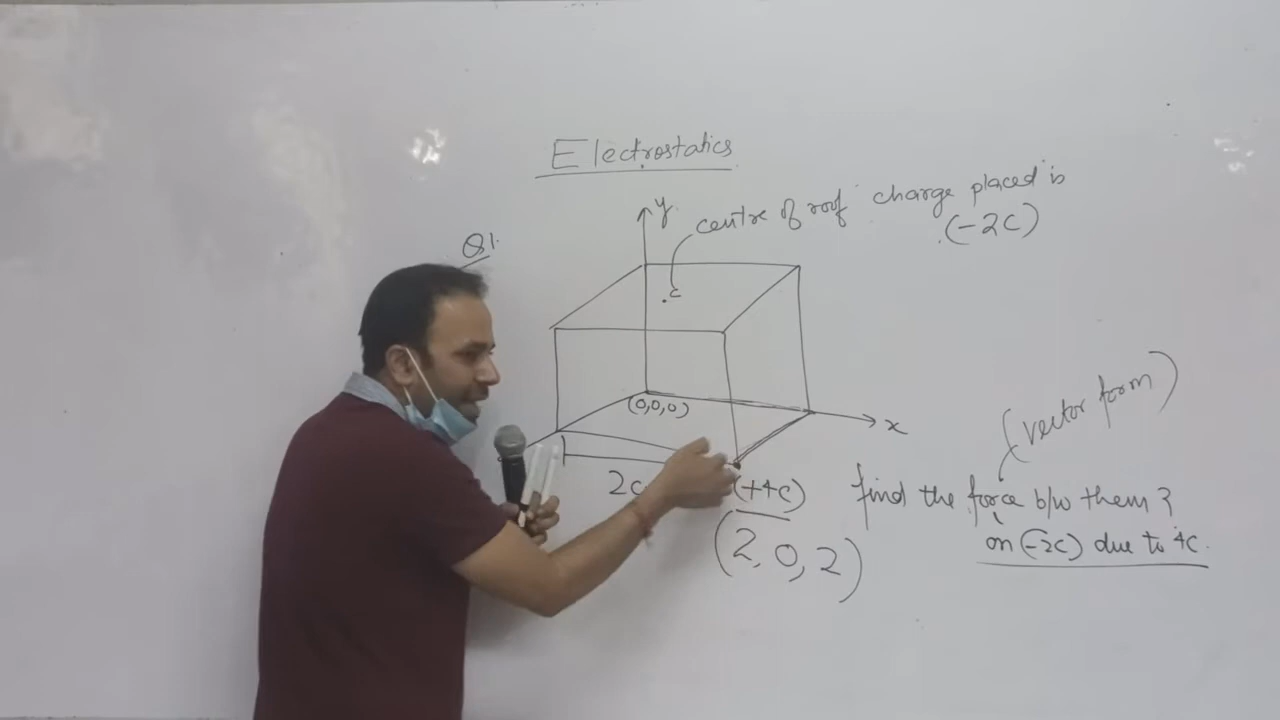 Electrostatics
Q1.
y
centre of roof charge placed is
(-2C)
.c
(0,0,0)
x
(vector form)
(+4C)
find the force b/w them?
on (-2C) due to 4C.
(2,0,2)